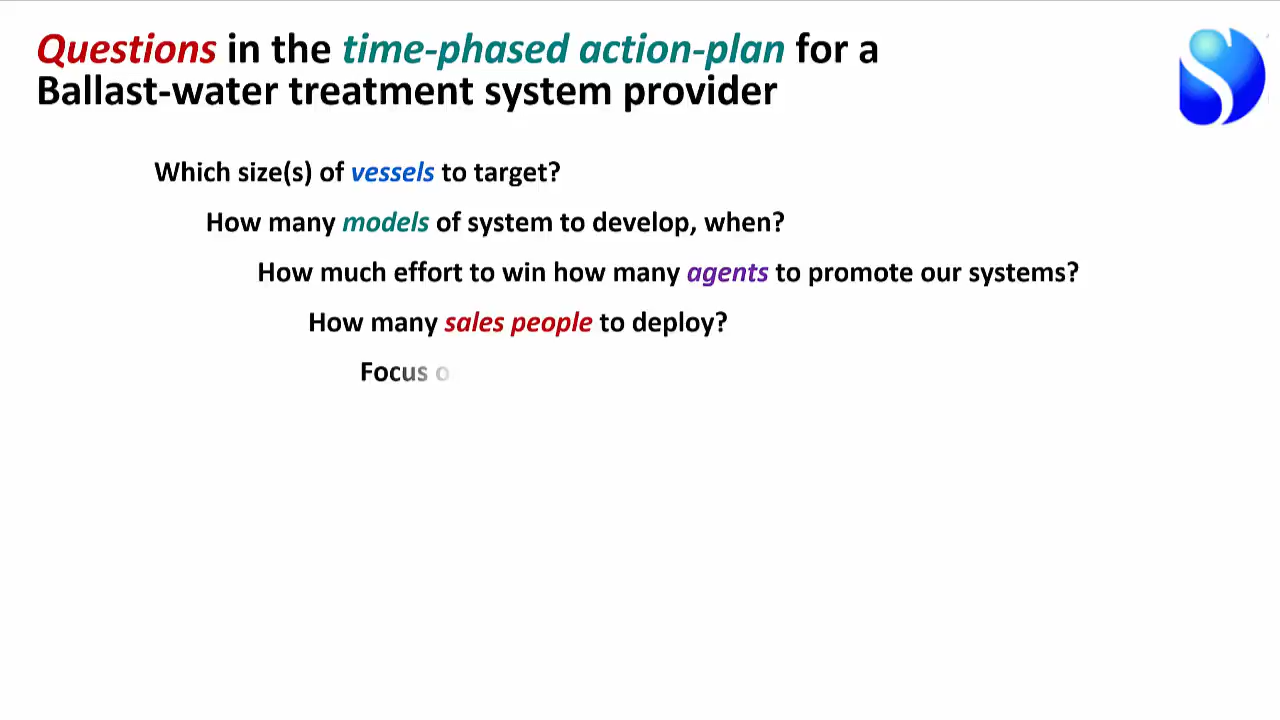 Questions in the time-phased action-plan for a
Ballast-water treatment system provider
Which size(s) of vessels to target?
How many models of system to develop, when?
How much effort to win how many agents to promote our systems?
How many sales people to deploy?
Focus o